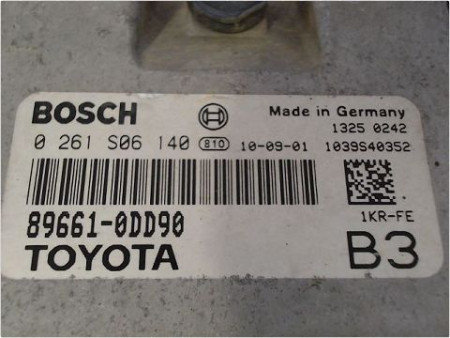 BOSCH Made in Germany
1325 0242
0 261 S06 140 810 10-09-01 1039S40352
89661-0DD90 1KR-FE
TOYOTA B3